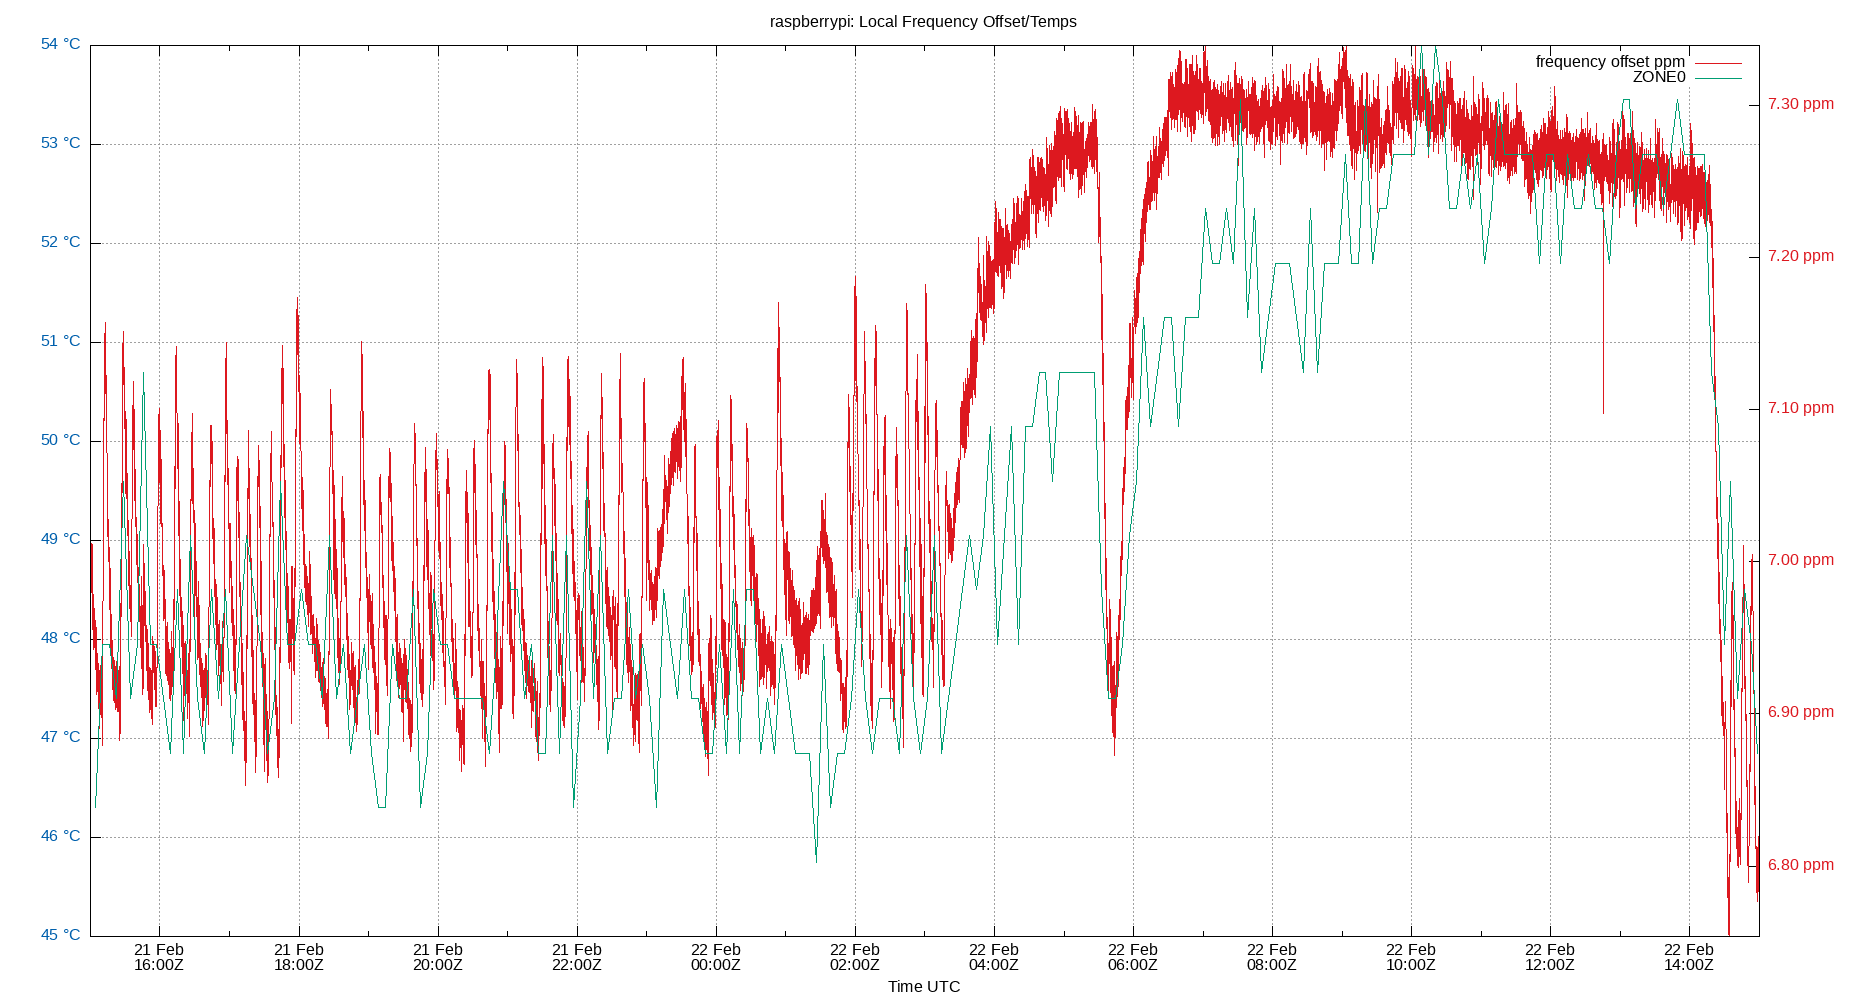 raspberrypi: Local Frequency Offset/Temps
54 °C
53 °C
52 °C
51 °C
50 °C
49 °C
48 °C
47 °C
46 °C
45 °C
frequency offset ppm
ZONE0
7.30 ppm
7.20 ppm
7.10 ppm
7.00 ppm
6.90 ppm
6.80 ppm
21 Feb
16:00Z
21 Feb
18:00Z
21 Feb
20:00Z
21 Feb
22:00Z
22 Feb
00:00Z
22 Feb
02:00Z
22 Feb
04:00Z
22 Feb
06:00Z
22 Feb
08:00Z
22 Feb
10:00Z
22 Feb
12:00Z
22 Feb
14:00Z
Time UTC